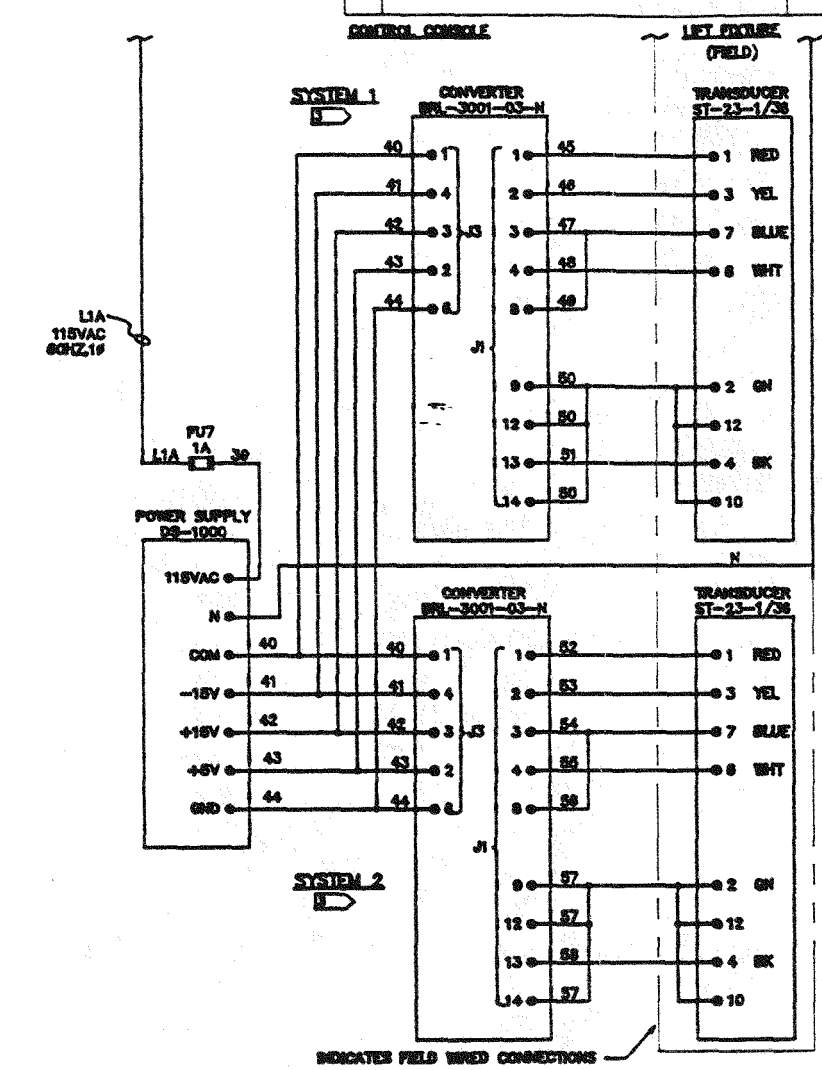 CONTROL CONSOLE
LIFT FIXTURE
(FIELD)
SYSTEM 1
3
CONVERTER
BRL-3001-03-N
TRANSDUCER
ST-23-1/36
40 1 1 45 1 RED
41 4 2 46 3 YEL
42 3 J3 3 47 7 BLUE
43 2 4 48 6 WHT
44 6 8 49
J1
L1A
115VAC
60HZ,1ø
9 50 2 GN
12 50 12
13 51 4 BK
14 50 10
FU7
1A
L1A 39
POWER SUPPLY
DS-1000
115VAC
N
N
CONVERTER
BRL-3001-03-N
TRANSDUCER
ST-23-1/36
COM 40 40 1 1 52 1 RED
-15V 41 41 4 2 53 3 YEL
+15V 42 42 3 J3 3 54 7 BLUE
+5V 43 43 2 4 55 6 WHT
GND 44 44 6 8 56
J1
SYSTEM 2
3
9 57 2 GN
12 57 12
13 58 4 BK
14 57 10
INDICATES FIELD WIRED CONNECTIONS